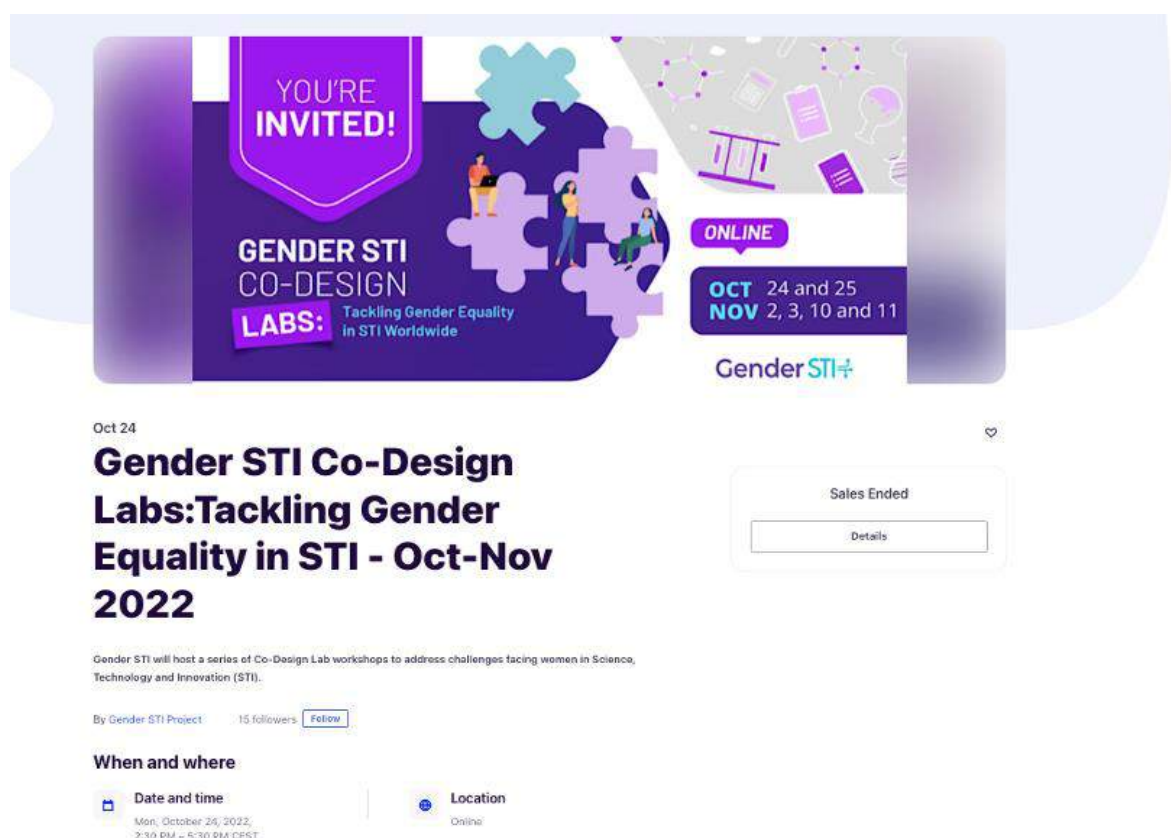 YOU'RE
INVITED!
GENDER STI
CO-DESIGN
LABS:
Tackling Gender Equality
in STI Worldwide
ONLINE
OCT 24 and 25
NOV 2, 3, 10 and 11
Gender STI
Oct 24
Gender STI Co-Design
Labs:Tackling Gender
Equality in STI - Oct-Nov
2022
Sales Ended
Details
Gender STI will host a series of Co-Design Lab workshops to address challenges facing women in Science,
Technology and Innovation (STI).
By Gender STI Project 15 followers Follow
When and where
Date and time
Mon, October 24, 2022,
2:30 PM – 5:30 PM CEST
Location
Online